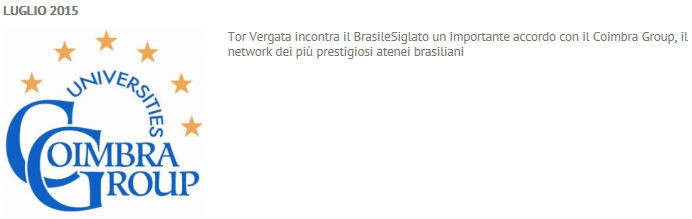 LUGLIO 2015
Tor Vergata incontra il BrasileSiglato un importante accordo con il Coimbra Group, il
network dei più prestigiosi atenei brasiliani
UNIVERSITIES
COIMBRA
GROUP